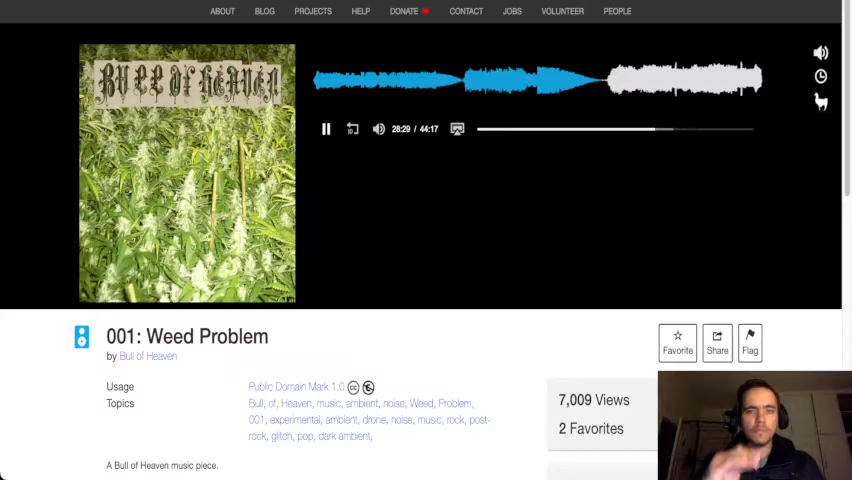 ABOUT BLOG PROJECTS HELP DONATE CONTACT JOBS VOLUNTEER PEOPLE
BULL OF HEAVEN
10
28:29 / 44:17
001: Weed Problem
by Bull of Heaven
Favorite Share Flag
Usage Public Domain Mark 1.0
Topics Bull, of, Heaven, music, ambient, noise, Weed, Problem,
001, experimental, ambient, drone, noise, music, rock, post-
rock, glitch, pop, dark ambient,
7,009 Views
2 Favorites
A Bull of Heaven music piece.